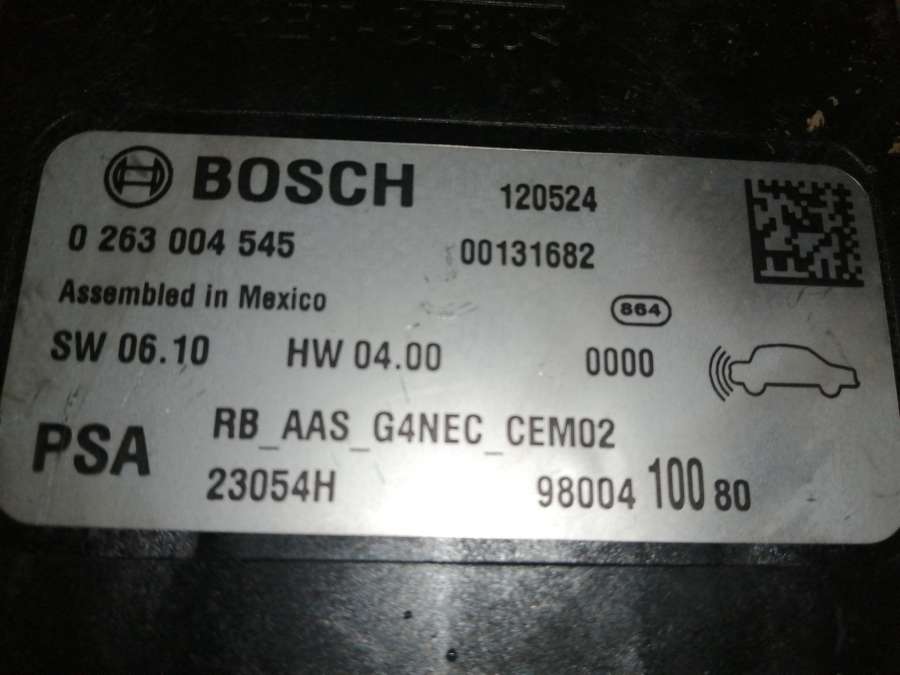 BOSCH 120524
0 263 004 545 00131682
Assembled in Mexico
864
SW 06.10 HW 04.00 0000
PSA RB_AAS_G4NEC_CEM02
23054H 98004 100 80